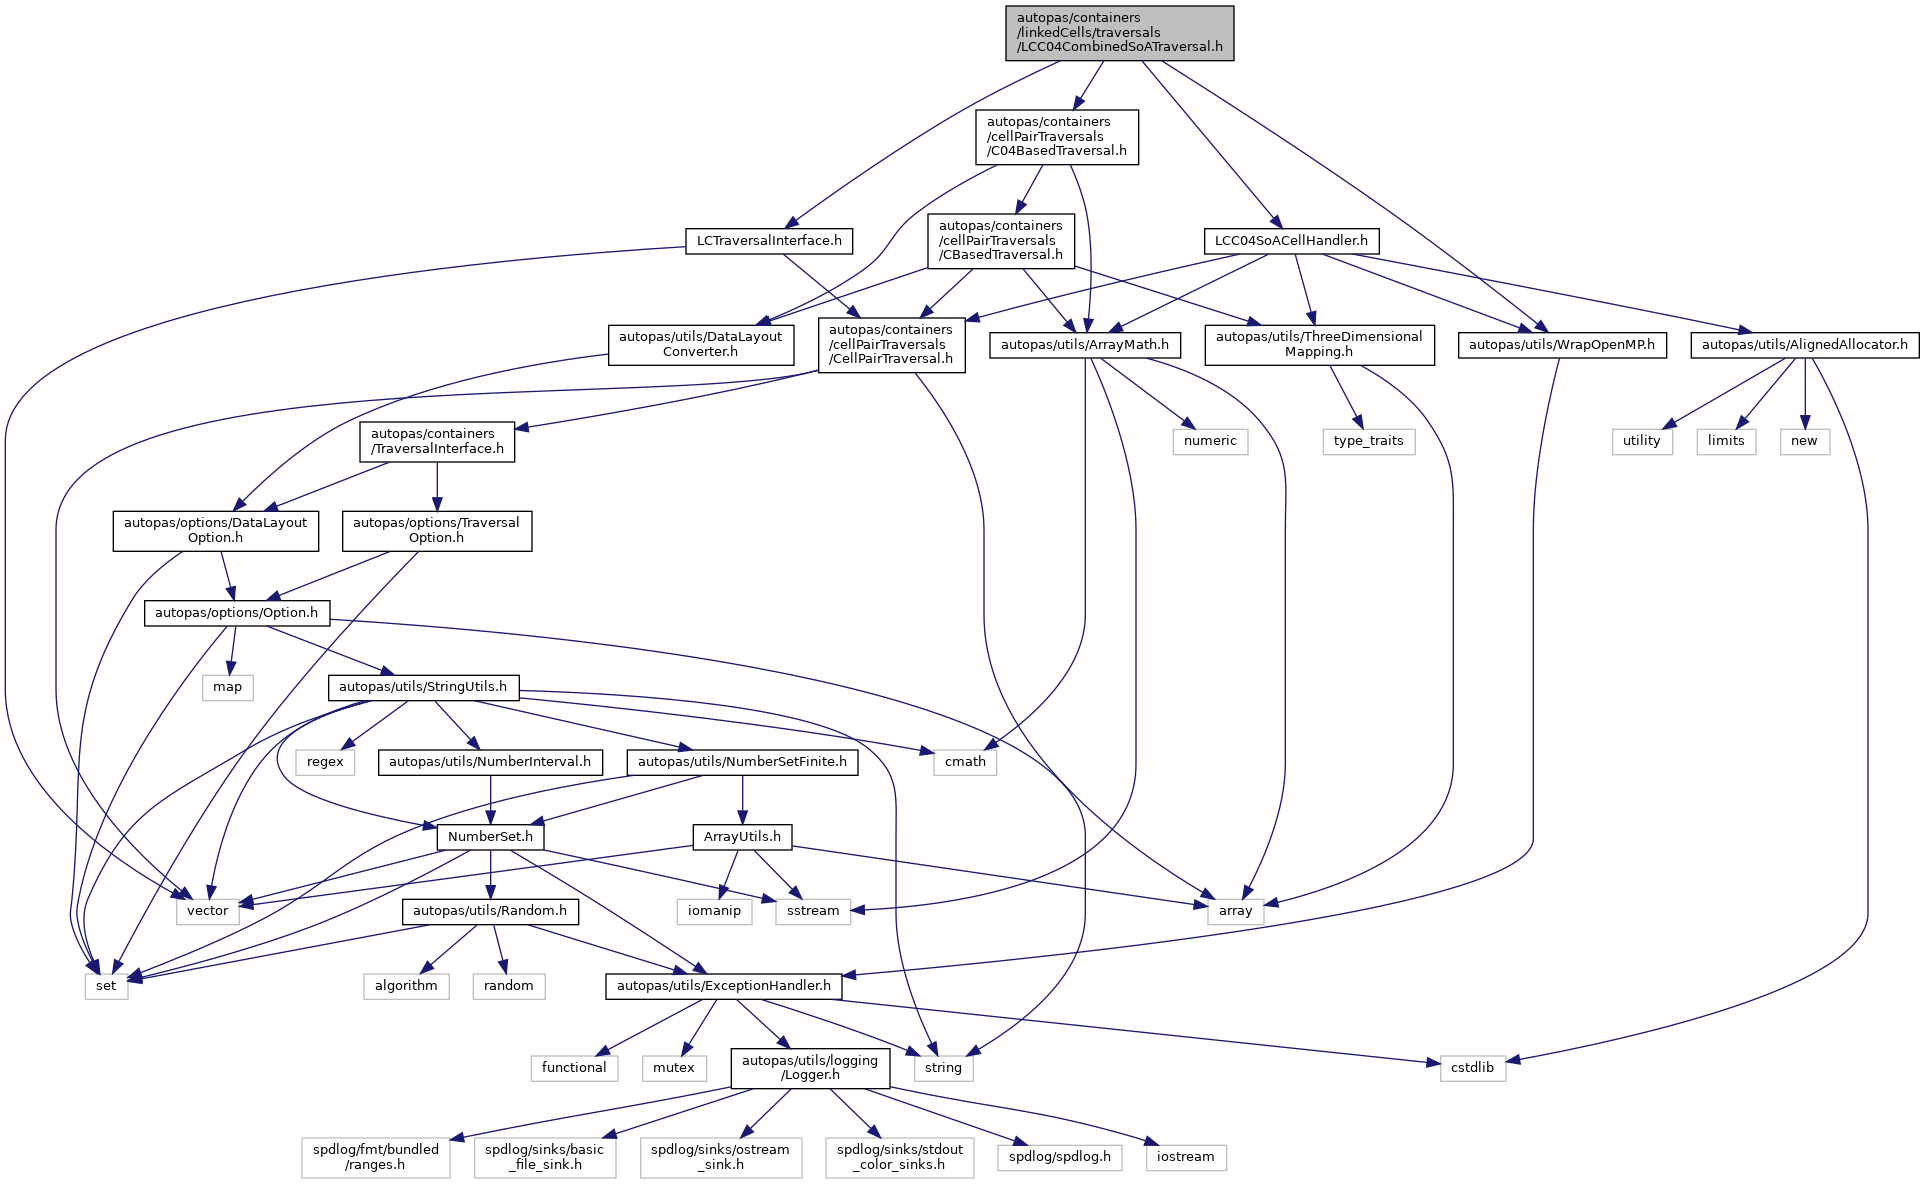 autopas/containers
/linkedCells/traversals
/LCC04CombinedSoATraversal.h
autopas/containers
/cellPairTraversals
/C04BasedTraversal.h
LCTraversalInterface.h
autopas/containers
/cellPairTraversals
/CBasedTraversal.h
LCC04SoACellHandler.h
autopas/utils/DataLayout
Converter.h
autopas/containers
/cellPairTraversals
/CellPairTraversal.h
autopas/utils/ArrayMath.h
autopas/utils/ThreeDimensional
Mapping.h
autopas/utils/WrapOpenMP.h
autopas/utils/AlignedAllocator.h
autopas/containers
/TraversalInterface.h
numeric
type_traits
utility
limits
new
autopas/options/DataLayout
Option.h
autopas/options/Traversal
Option.h
autopas/options/Option.h
map
autopas/utils/StringUtils.h
regex
autopas/utils/NumberInterval.h
autopas/utils/NumberSetFinite.h
cmath
NumberSet.h
ArrayUtils.h
vector
autopas/utils/Random.h
iomanip
sstream
array
set
algorithm
random
autopas/utils/ExceptionHandler.h
functional
mutex
autopas/utils/logging
/Logger.h
string
cstdlib
spdlog/fmt/bundled
/ranges.h
spdlog/sinks/basic
_file_sink.h
spdlog/sinks/ostream
_sink.h
spdlog/sinks/stdout
_color_sinks.h
spdlog/spdlog.h
iostream